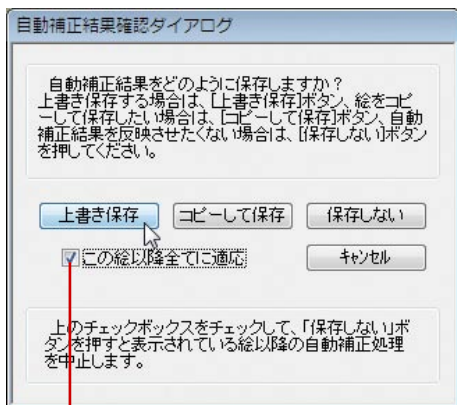 自動補正結果確認ダイアログ
自動補正結果をどのように保存しますか?
上書き保存する場合は、[上書き保存]ボタン、絵をコピ
ーして保存したい場合は、[コピーして保存]ボタン、自動
補正結果を反映させたくない場合は、[保存しない]ボタン
を押してください。
上書き保存 コピーして保存 保存しない
この絵以降全てに適応 キャンセル
上のチェックボックスをチェックして、「保存しない」ボ
タンを押すと表示されている絵以降の自動補正処理
を中止します。